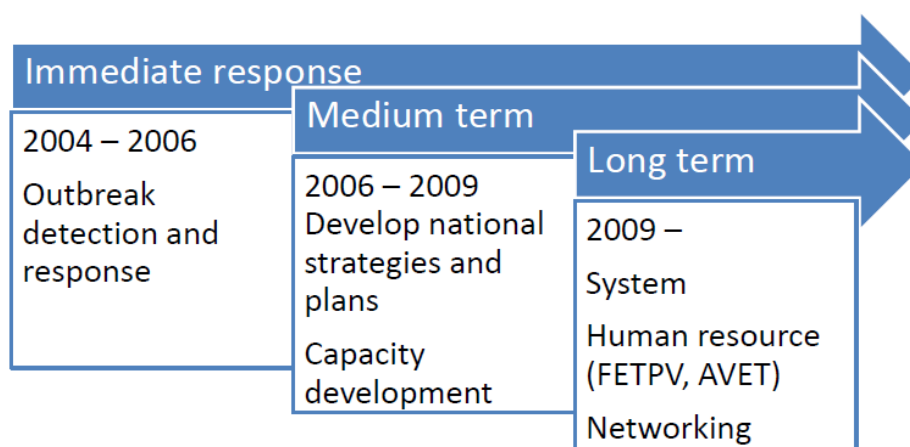 Immediate response
2004 – 2006
Outbreak
detection and
response
Medium term
2006 – 2009
Develop national
strategies and
plans
Capacity
development
Long term
2009 –
System
Human resource
(FETPV, AVET)
Networking